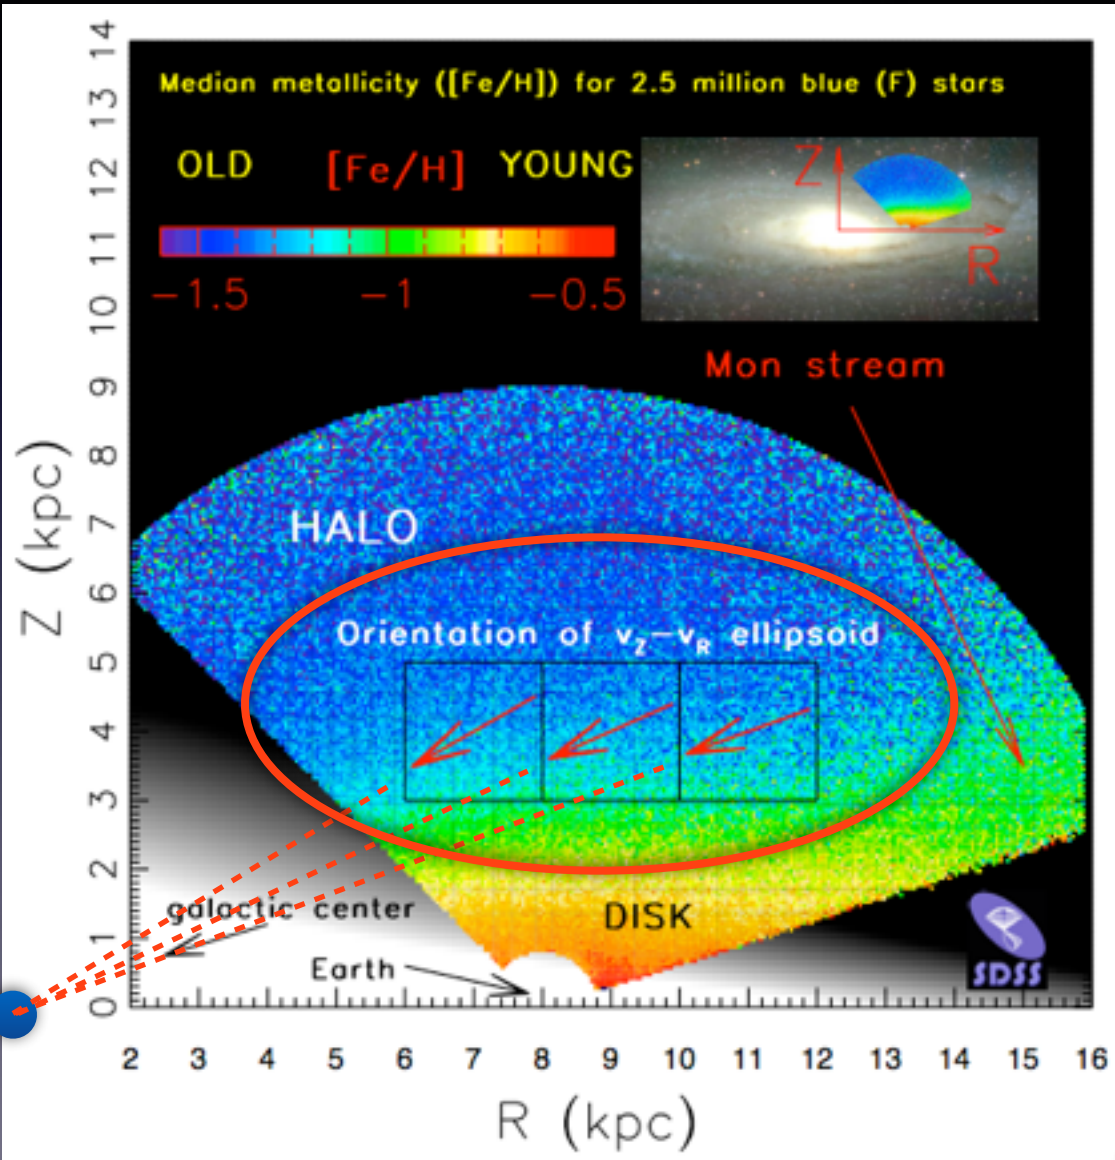 Median metallicity ([Fe/H]) for 2.5 million blue (F) stars
OLD [Fe/H] YOUNG
-1.5 -1 -0.5
Z
R
Mon stream
HALO
Orientation of vZ-vR ellipsoid
galactic center
DISK
Earth
SDSS
14
13
12
11
10
9
8
7
6
5
4
3
2
1
0
Z (kpc)
2 3 4 5 6 7 8 9 10 11 12 13 14 15 16
R (kpc)